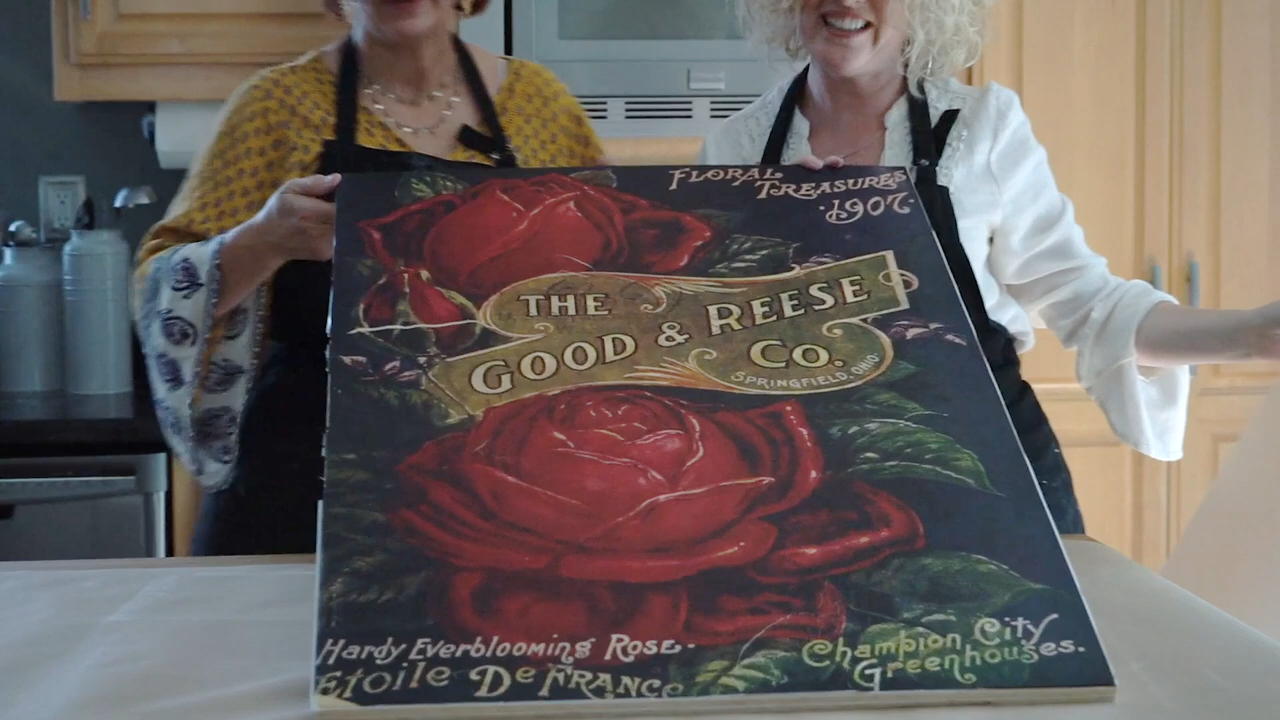 FLORAL
TREASURES
·1907·
THE
GOOD & REESE
CO.
SPRINGFIELD, OHIO.
Hardy Everblooming Rose.
Etoile De France
Champion City
Greenhouses.